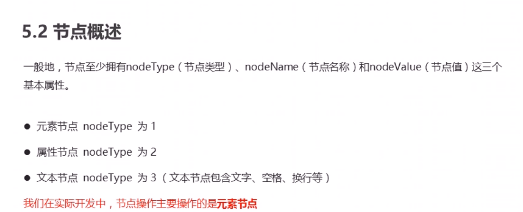 5.2 节点概述
一般地，节点至少拥有nodeType（节点类型）、nodeName（节点名称）和nodeValue（节点值）这三个
基本属性。
● 元素节点 nodeType 为 1
● 属性节点 nodeType 为 2
● 文本节点 nodeType 为 3（文本节点包含文字、空格、换行等）
我们在实际开发中，节点操作主要操作的是元素节点